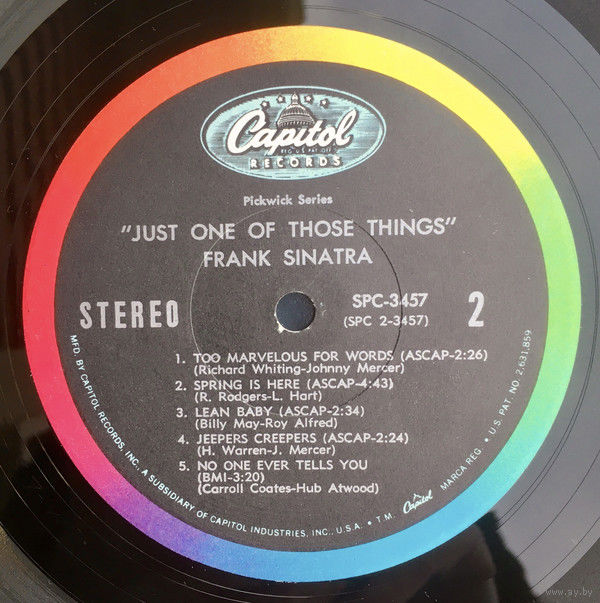 Capitol
REG. U.S. PAT. OFF.
RECORDS
Pickwick Series
"JUST ONE OF THOSE THINGS"
FRANK SINATRA
STEREO
SPC-3457
(SPC 2-3457)
2
1. TOO MARVELOUS FOR WORDS (ASCAP-2:26)
(Richard Whiting-Johnny Mercer)
2. SPRING IS HERE (ASCAP-4:43)
(R. Rodgers-L. Hart)
3. LEAN BABY (ASCAP-2:34)
(Billy May-Roy Alfred)
4. JEEPERS CREEPERS (ASCAP-2:24)
(H. Warren-J. Mercer)
5. NO ONE EVER TELLS YOU
(BMI-3:20)
(Carroll Coates-Hub Atwood)
MFD. BY CAPITOL RECORDS, INC., A SUBSIDIARY OF CAPITOL INDUSTRIES, INC., U.S.A. • T.M. Capitol MARCA REG. • U.S. PAT. NO. 2,631,859
www.ay.by